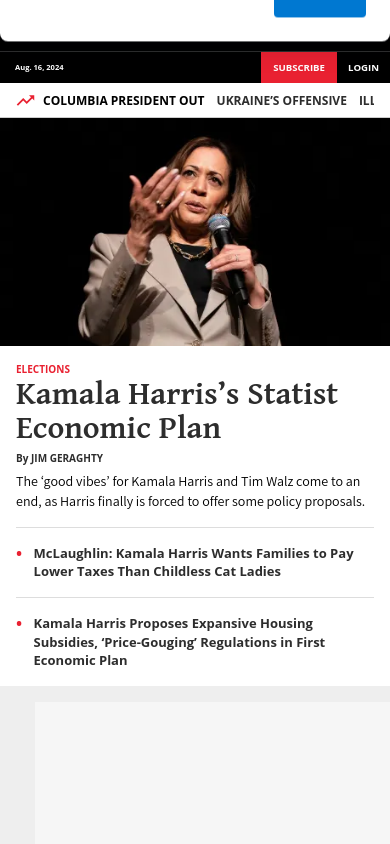 Aug. 16, 2024
SUBSCRIBE
LOGIN
COLUMBIA PRESIDENT OUT UKRAINE’S OFFENSIVE ILL
ELECTIONS
Kamala Harris’s Statist
Economic Plan
By JIM GERAGHTY
The ‘good vibes’ for Kamala Harris and Tim Walz come to an
end, as Harris finally is forced to offer some policy proposals.
• McLaughlin: Kamala Harris Wants Families to Pay
Lower Taxes Than Childless Cat Ladies
• Kamala Harris Proposes Expansive Housing
Subsidies, ‘Price-Gouging’ Regulations in First
Economic Plan